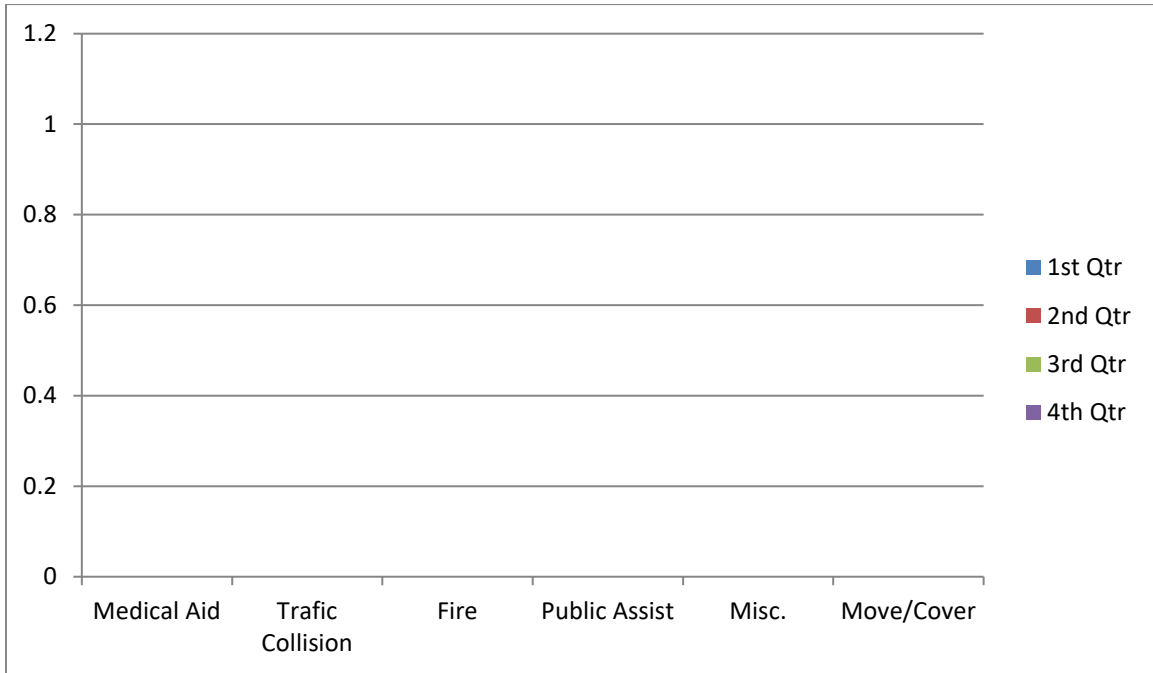 1.2
1
0.8
0.6
0.4
0.2
0
Medical Aid
Trafic
Collision
Fire
Public Assist
Misc.
Move/Cover
1st Qtr
2nd Qtr
3rd Qtr
4th Qtr